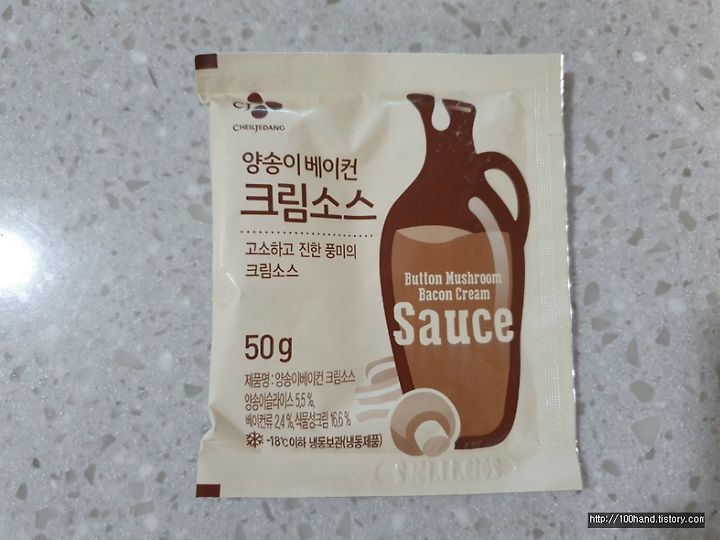 CJ
CHEILJEDANG
양송이 베이컨
크림소스
고소하고 진한 풍미의
크림소스
Button Mushroom
Bacon Cream
Sauce
50 g
제품명 : 양송이베이컨 크림소스
양송이슬라이스 5.5 %,
베이컨류 2.4 %, 식물성크림 16.6 %
-18℃ 이하 냉동보관(냉동제품)
http://100hand.tistory.com